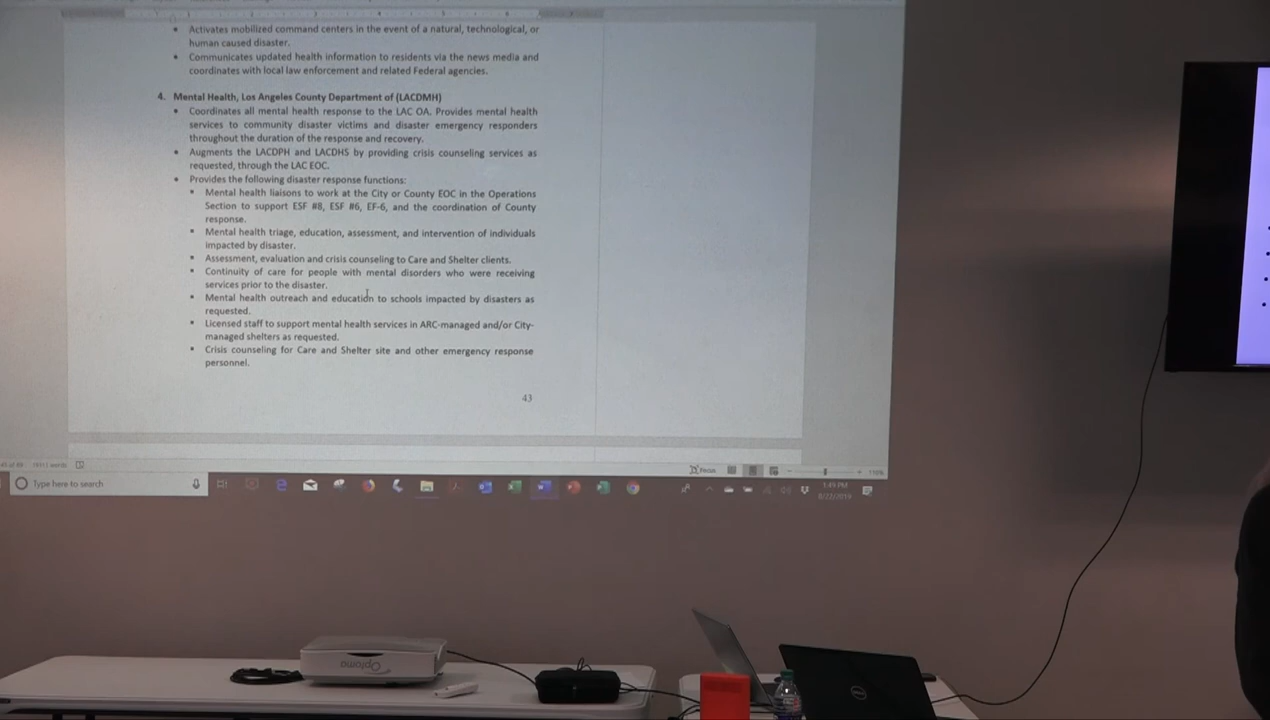 Activates mobilized command centers in the event of a natural, technological, or
human caused disaster.
Communicates updated health information to residents via the news media and
coordinates with local law enforcement and related Federal agencies.
4. Mental Health, Los Angeles County Department of (LACDMH)
Coordinates all mental health response to the LAC OA. Provides mental health
services to community disaster victims and disaster emergency responders
throughout the duration of the response and recovery.
Augments the LACDPH and LACDHS by providing crisis counseling services as
requested, through the LAC EOC.
Provides the following disaster response functions:
Mental health liaisons to work at the City or County EOC in the Operations
Section to support ESF #8, ESF #6, EF-6, and the coordination of County
response.
Mental health triage, education, assessment, and intervention of individuals
impacted by disaster.
Assessment, evaluation and crisis counseling to Care and Shelter clients.
Continuity of care for people with mental disorders who were receiving
services prior to the disaster.
Mental health outreach and education to schools impacted by disasters as
requested.
Licensed staff to support mental health services in ARC-managed and/or City-
managed shelters as requested.
Crisis counseling for Care and Shelter site and other emergency response
personnel.
43
Focus
110%
Type here to search
1:49 PM
8/22/2019
Optoma
DELL